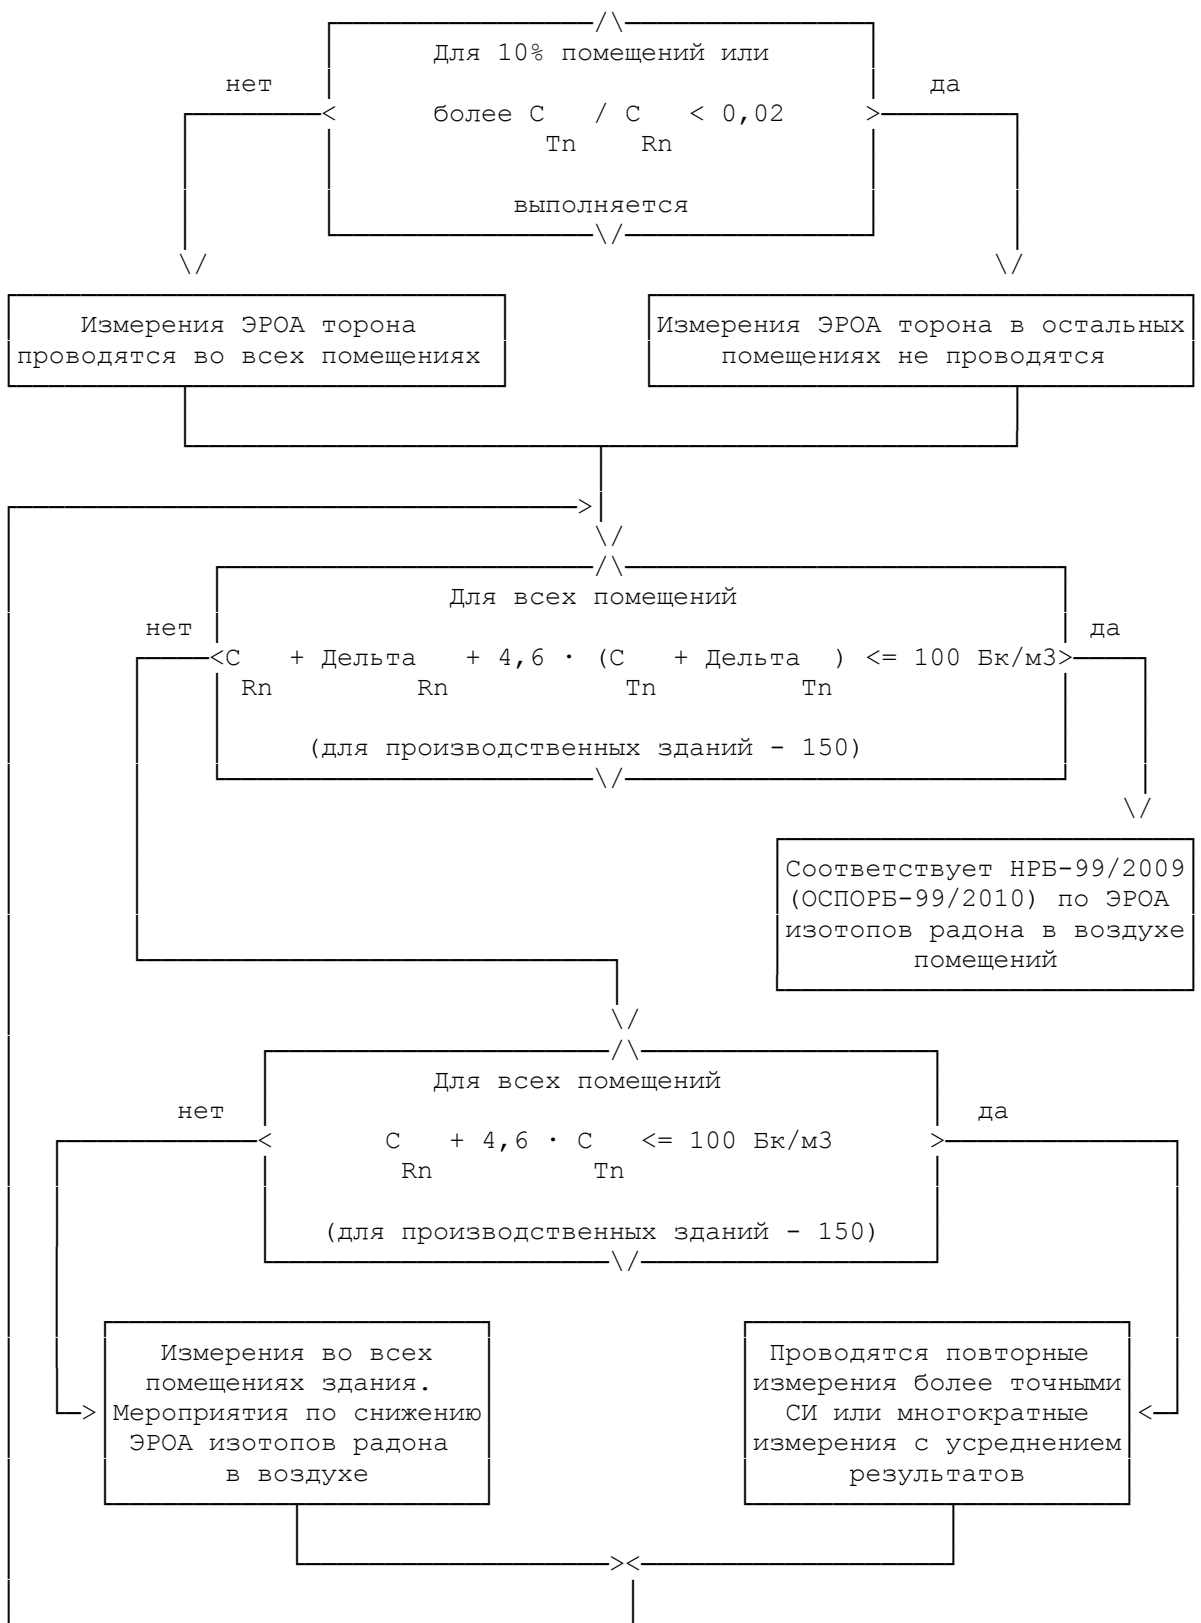 Для 10% помещений или
нет
да
более C / C < 0,02
Tn Rn
выполняется
Измерения ЭРОА торона
проводятся во всех помещениях
Измерения ЭРОА торона в остальных
помещениях не проводятся
Для всех помещений
нет
да
C + Дельта + 4,6 · (C + Дельта ) <= 100 Бк/м3
Rn Rn Tn Tn
(для производственных зданий - 150)
Соответствует НРБ-99/2009
(ОСПОРБ-99/2010) по ЭРОА
изотопов радона в воздухе
помещений
Для всех помещений
нет
да
C + 4,6 · C <= 100 Бк/м3
Rn Tn
(для производственных зданий - 150)
Измерения во всех
помещениях здания.
Мероприятия по снижению
ЭРОА изотопов радона
в воздухе
Проводятся повторные
измерения более точными
СИ или многократные
измерения с усреднением
результатов